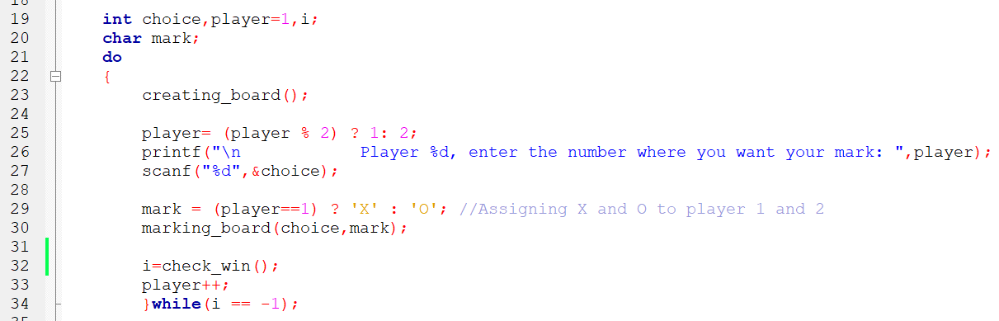 19 int choice,player=1,i;
20 char mark;
21 do
22 {
23 creating_board();
24
25 player= (player % 2) ? 1: 2;
26 printf("\n            Player %d, enter the number where you want your mark: ",player);
27 scanf("%d",&choice);
28
29 mark = (player==1) ? 'X' : 'O'; //Assigning X and O to player 1 and 2
30 marking_board(choice,mark);
31
32 i=check_win();
33 player++;
34 }while(i == -1);